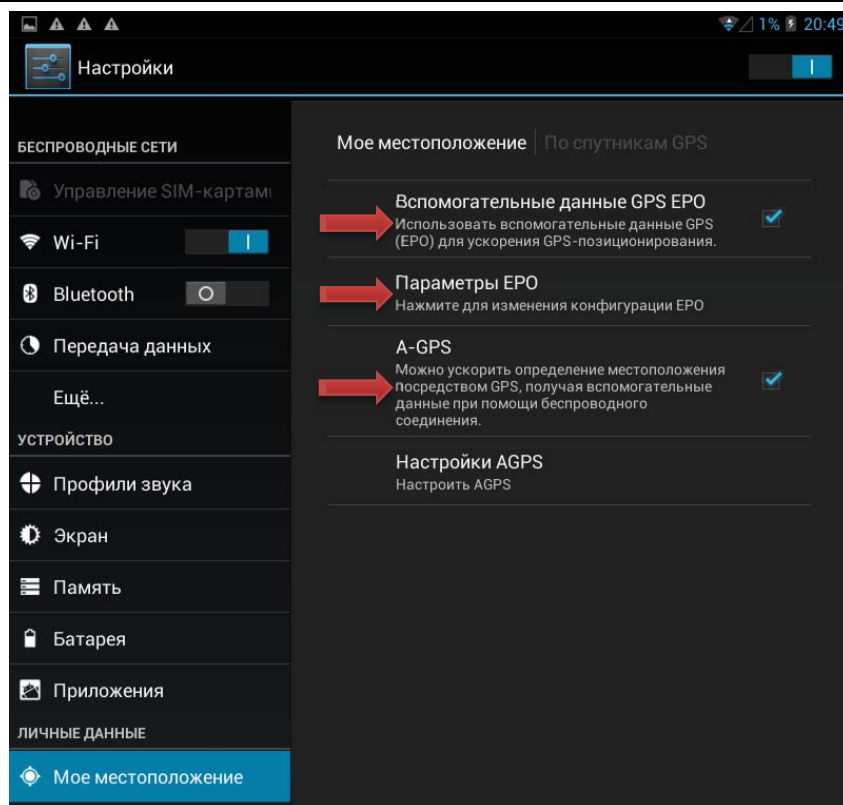 1% 20:49
Настройки
БЕСПРОВОДНЫЕ СЕТИ
Управление SIM-картами
Wi-Fi
Bluetooth
Передача данных
Ещё...
УСТРОЙСТВО
Профили звука
Экран
Память
Батарея
Приложения
ЛИЧНЫЕ ДАННЫЕ
Мое местоположение
Мое местоположение По спутникам GPS
Вспомогательные данные GPS EPO
Использовать вспомогательные данные GPS
(EPO) для ускорения GPS-позиционирования.
Параметры EPO
Нажмите для изменения конфигурации EPO
A-GPS
Можно ускорить определение местоположения
посредством GPS, получая вспомогательные
данные при помощи беспроводного
соединения.
Настройки AGPS
Настроить AGPS